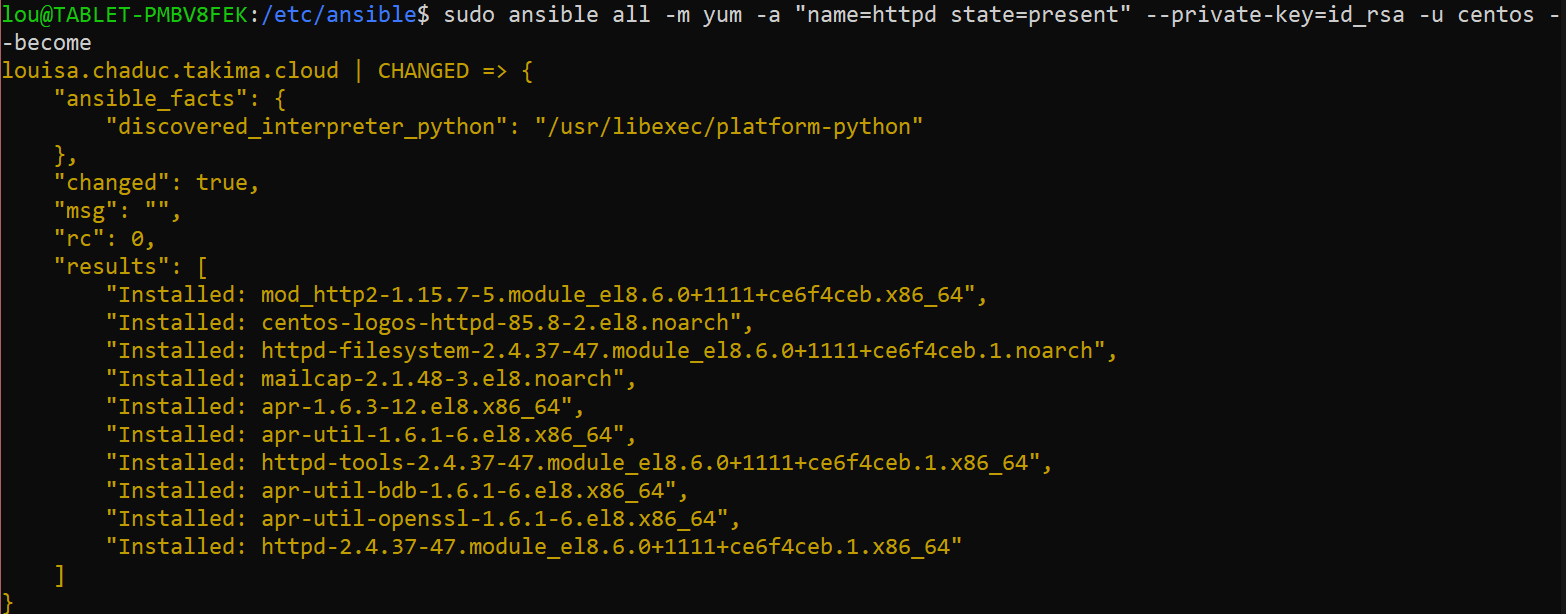 lou@TABLET-PMBV8FEK:/etc/ansible$ sudo ansible all -m yum -a "name=httpd state=present" --private-key=id_rsa -u centos -
-become
louisa.chaduc.takima.cloud | CHANGED => {
    "ansible_facts": {
        "discovered_interpreter_python": "/usr/libexec/platform-python"
    },
    "changed": true,
    "msg": "",
    "rc": 0,
    "results": [
        "Installed: mod_http2-1.15.7-5.module_el8.6.0+1111+ce6f4ceb.x86_64",
        "Installed: centos-logos-httpd-85.8-2.el8.noarch",
        "Installed: httpd-filesystem-2.4.37-47.module_el8.6.0+1111+ce6f4ceb.1.noarch",
        "Installed: mailcap-2.1.48-3.el8.noarch",
        "Installed: apr-1.6.3-12.el8.x86_64",
        "Installed: apr-util-1.6.1-6.el8.x86_64",
        "Installed: httpd-tools-2.4.37-47.module_el8.6.0+1111+ce6f4ceb.1.x86_64",
        "Installed: apr-util-bdb-1.6.1-6.el8.x86_64",
        "Installed: apr-util-openssl-1.6.1-6.el8.x86_64",
        "Installed: httpd-2.4.37-47.module_el8.6.0+1111+ce6f4ceb.1.x86_64"
    ]
}